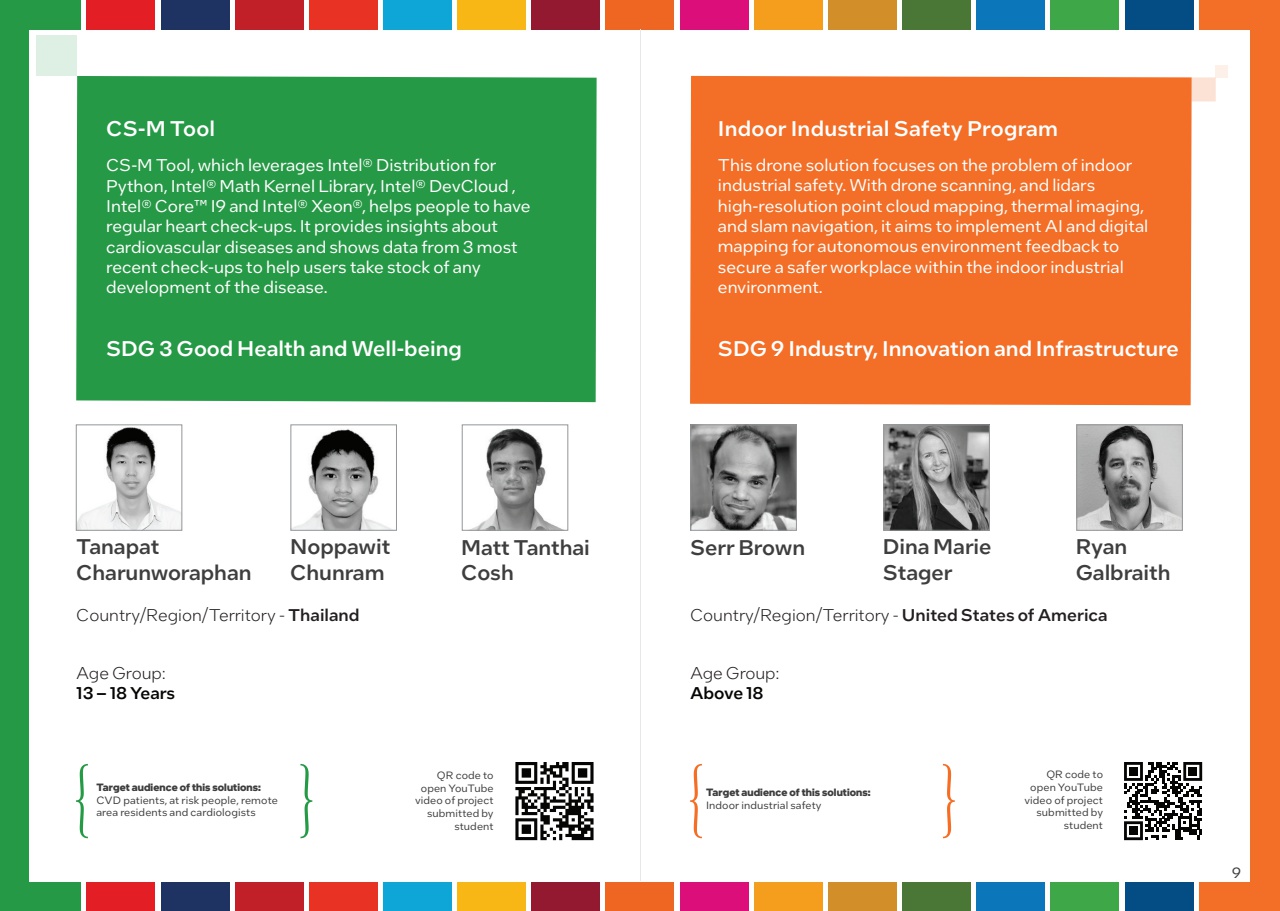 CS-M Tool
CS-M Tool, which leverages Intel® Distribution for
Python, Intel® Math Kernel Library, Intel® DevCloud ,
Intel® Core™ I9 and Intel® Xeon®, helps people to have
regular heart check-ups. It provides insights about
cardiovascular diseases and shows data from 3 most
recent check-ups to help users take stock of any
development of the disease.
SDG 3 Good Health and Well-being
Tanapat
Charunworaphan
Noppawit
Chunram
Matt Tanthai
Cosh
Country/Region/Territory - Thailand
Age Group:
13 – 18 Years
Target audience of this solutions:
CVD patients, at risk people, remote
area residents and cardiologists
QR code to
open YouTube
video of project
submitted by
student
Indoor Industrial Safety Program
This drone solution focuses on the problem of indoor
industrial safety. With drone scanning, and lidars
high-resolution point cloud mapping, thermal imaging,
and slam navigation, it aims to implement AI and digital
mapping for autonomous environment feedback to
secure a safer workplace within the indoor industrial
environment.
SDG 9 Industry, Innovation and Infrastructure
Serr Brown
Dina Marie
Stager
Ryan
Galbraith
Country/Region/Territory - United States of America
Age Group:
Above 18
Target audience of this solutions:
Indoor industrial safety
QR code to
open YouTube
video of project
submitted by
student
9